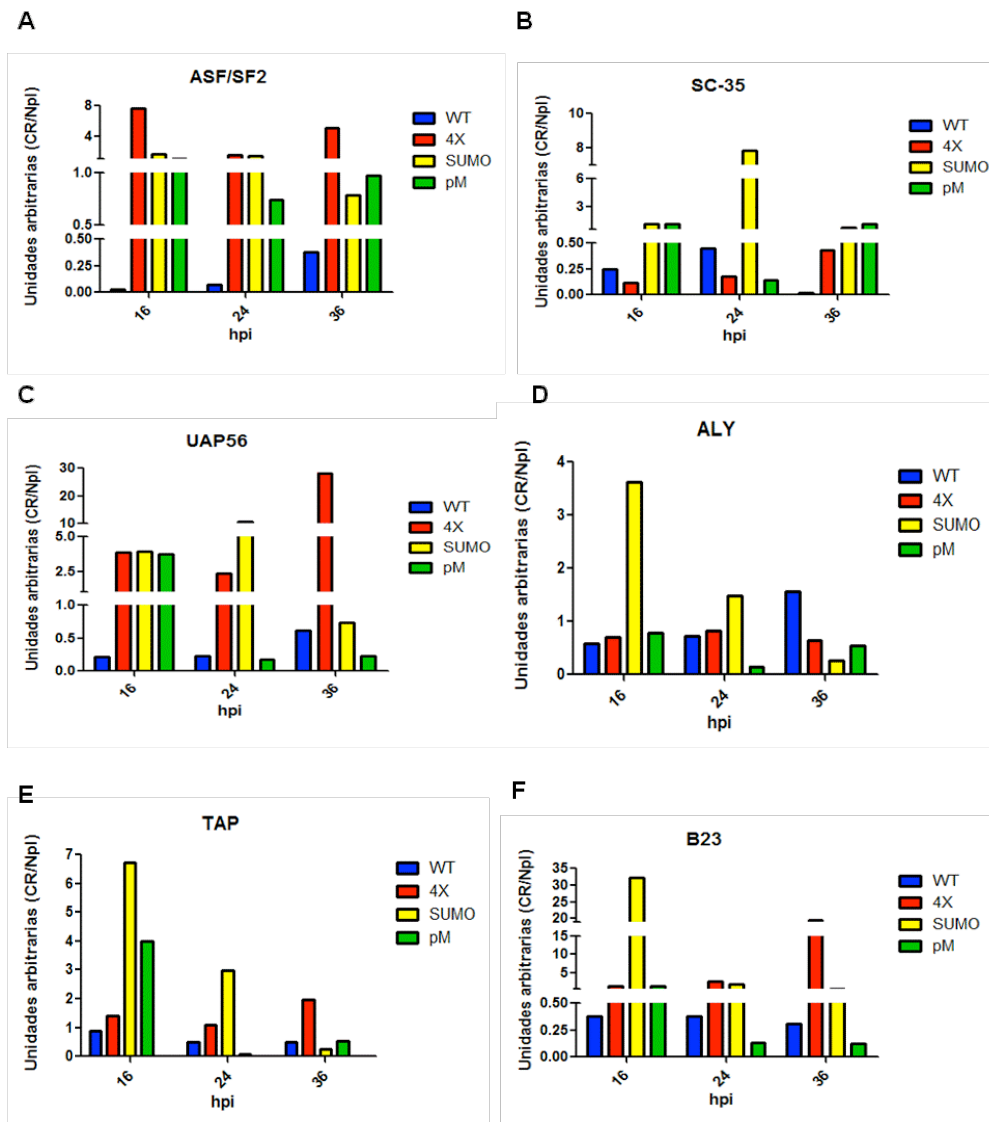 A
ASF/SF2
Unidades arbitrarias (CR/Npl)
8
4
1.0
0.5
0.50
0.25
0.00
16
24
36
hpi
WT
4X
SUMO
pM
B
SC-35
Unidades arbitrarias (CR/Npl)
10
8
6
3
0.50
0.25
0.00
16
24
36
hpi
WT
4X
SUMO
pM
C
UAP56
Unidades arbitrarias (CR/Npl)
30
20
10
5.0
2.5
1.0
0.5
0.0
16
24
36
hpi
WT
4X
SUMO
pM
D
ALY
Unidades arbitrarias (CR/Npl)
4
3
2
1
0
16
24
36
hpi
WT
4X
SUMO
pM
E
TAP
Unidades arbitrarias (CR/Npl)
7
6
5
4
3
2
1
0
16
24
36
hpi
WT
4X
SUMO
pM
F
B23
Unidades arbitrarias (CR/Npl)
35
30
25
20
15
10
5
0.50
0.25
0.00
16
24
36
hpi
WT
4X
SUMO
pM